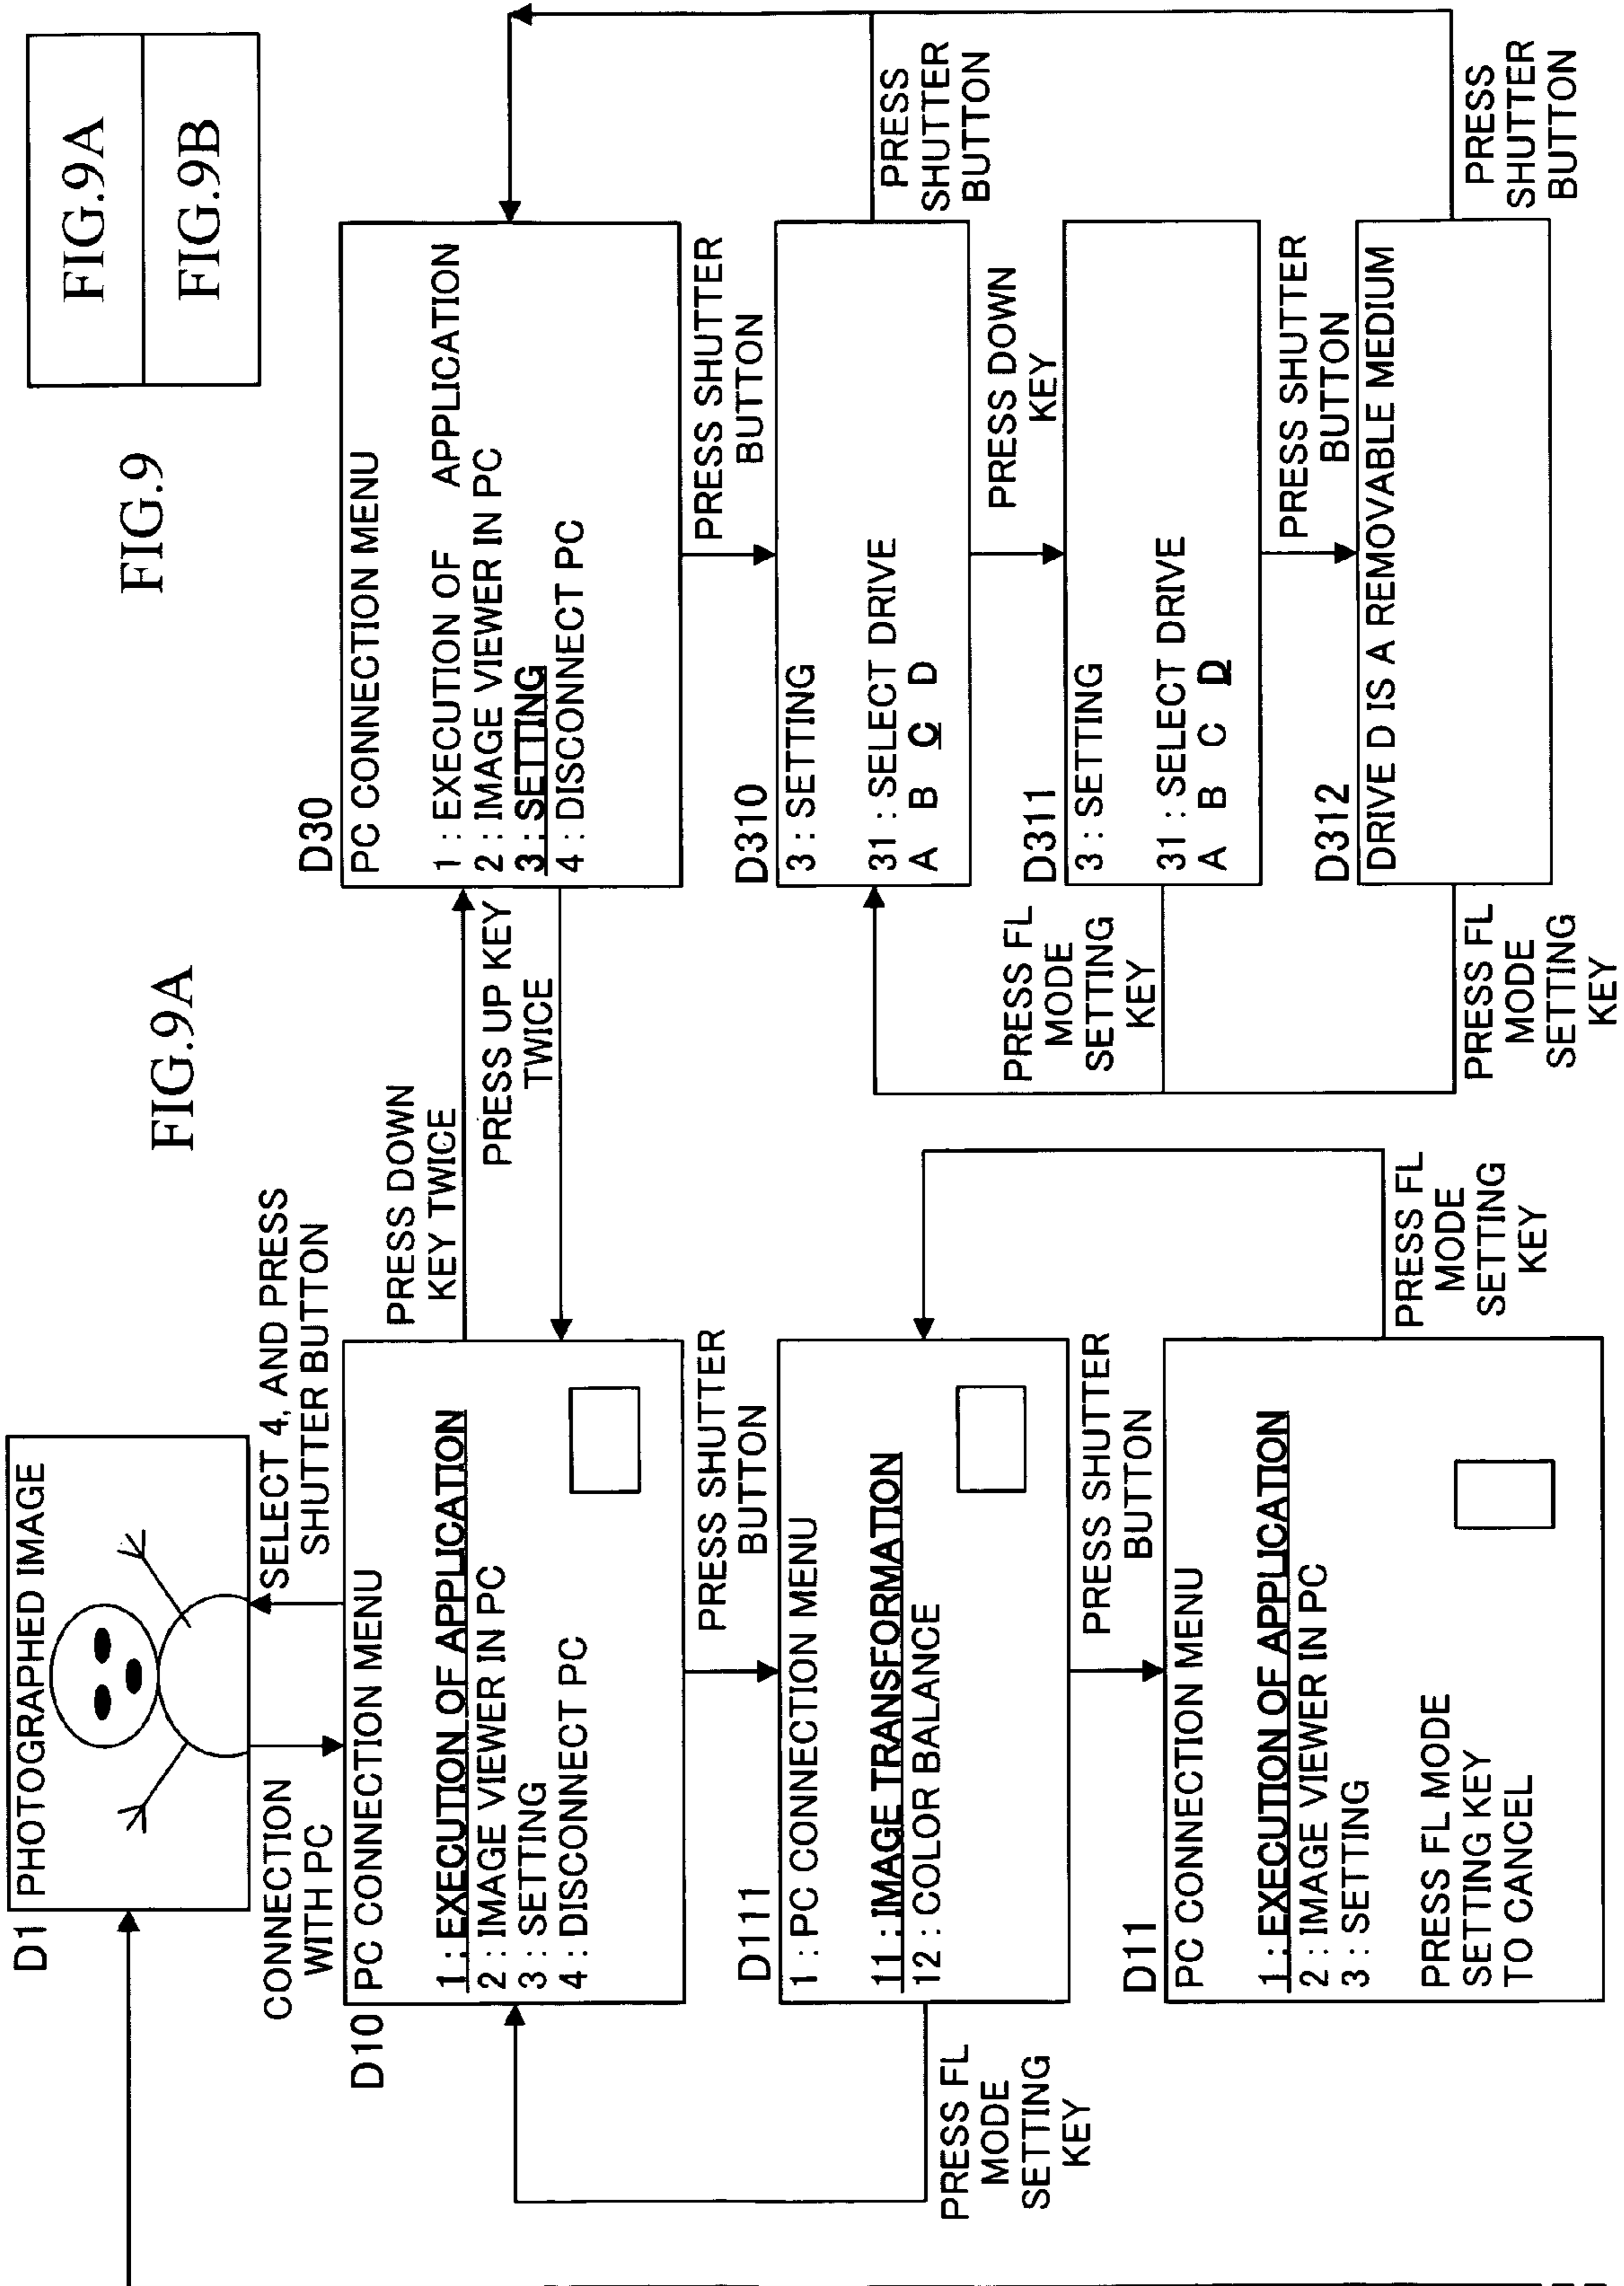 FIG.9
FIG.9A
FIG.9B
FIG.9A
D1
PHOTOGRAPHED IMAGE
CONNECTION
WITH PC
SELECT 4, AND PRESS
SHUTTER BUTTON
D10
PC CONNECTION MENU
1 : EXECUTION OF APPLICATION
2 : IMAGE VIEWER IN PC
3 : SETTING
4 : DISCONNECT PC
PRESS DOWN
KEY TWICE
PRESS UP KEY
TWICE
PRESS SHUTTER
BUTTON
D111
1 : PC CONNECTION MENU
11 : IMAGE TRANSFORMATION
12 : COLOR BALANCE
PRESS FL
MODE
SETTING
KEY
PRESS SHUTTER
BUTTON
D11
PC CONNECTION MENU
1 : EXECUTION OF APPLICATION
2 : IMAGE VIEWER IN PC
3 : SETTING
PRESS FL MODE
SETTING KEY
TO CANCEL
PRESS FL
MODE
SETTING
KEY
D30
PC CONNECTION MENU
1 : EXECUTION OF APPLICATION
2 : IMAGE VIEWER IN PC
3 : SETTING
4 : DISCONNECT PC
PRESS SHUTTER
BUTTON
D310
3 : SETTING
31 : SELECT DRIVE
A B C D
PRESS SHUTTER
BUTTON
PRESS DOWN
KEY
D311
3 : SETTING
31 : SELECT DRIVE
A B C D
PRESS FL
MODE
SETTING
KEY
PRESS SHUTTER
BUTTON
D312
DRIVE D IS A REMOVABLE MEDIUM
PRESS FL
MODE
SETTING
KEY
PRESS
SHUTTER
BUTTON